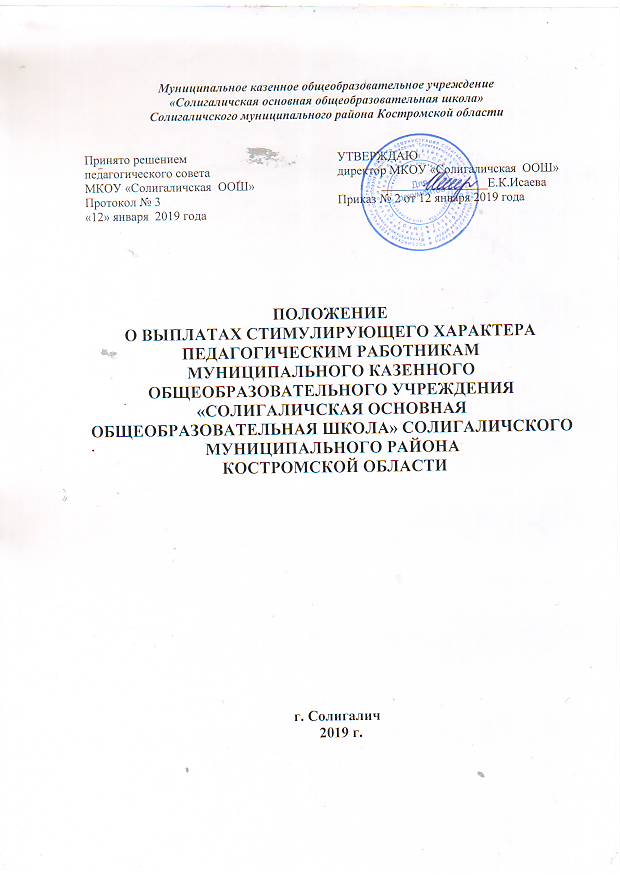 Муниципальное казенное общеобразовательное учреждение
«Солигаличская основная общеобразовательная школа»
Солигаличского муниципального района Костромской области
Принято решением
педагогического совета
МКОУ «Солигаличская ООШ»
Протокол № 3
«12» января 2019 года
УТВЕРЖДАЮ
директор МКОУ «Солигаличская ООШ»
Е.К.Исаева
Приказ № 2 от 12 января 2019 года
ПОЛОЖЕНИЕ
О ВЫПЛАТАХ СТИМУЛИРУЮЩЕГО ХАРАКТЕРА
ПЕДАГОГИЧЕСКИМ РАБОТНИКАМ
МУНИЦИПАЛЬНОГО КАЗЕННОГО
ОБЩЕОБРАЗОВАТЕЛЬНОГО УЧРЕЖДЕНИЯ
«СОЛИГАЛИЧСКАЯ ОСНОВНАЯ
ОБЩЕОБРАЗОВАТЕЛЬНАЯ ШКОЛА» СОЛИГАЛИЧСКОГО
МУНИЦИПАЛЬНОГО РАЙОНА
КОСТРОМСКОЙ ОБЛАСТИ
г. Солигалич
2019 г.